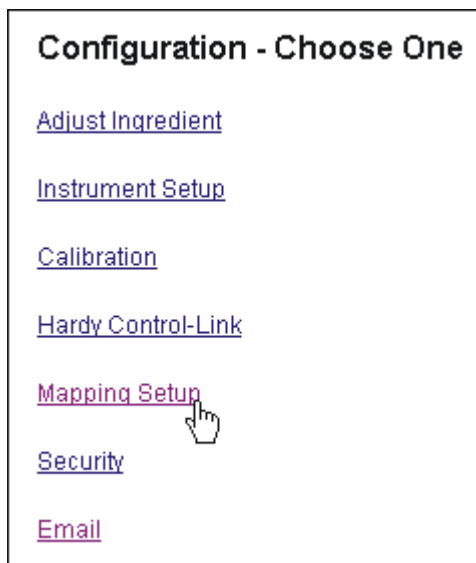 Configuration - Choose One
Adjust Ingredient
Instrument Setup
Calibration
Hardy Control-Link
Mapping Setup
Security
Email